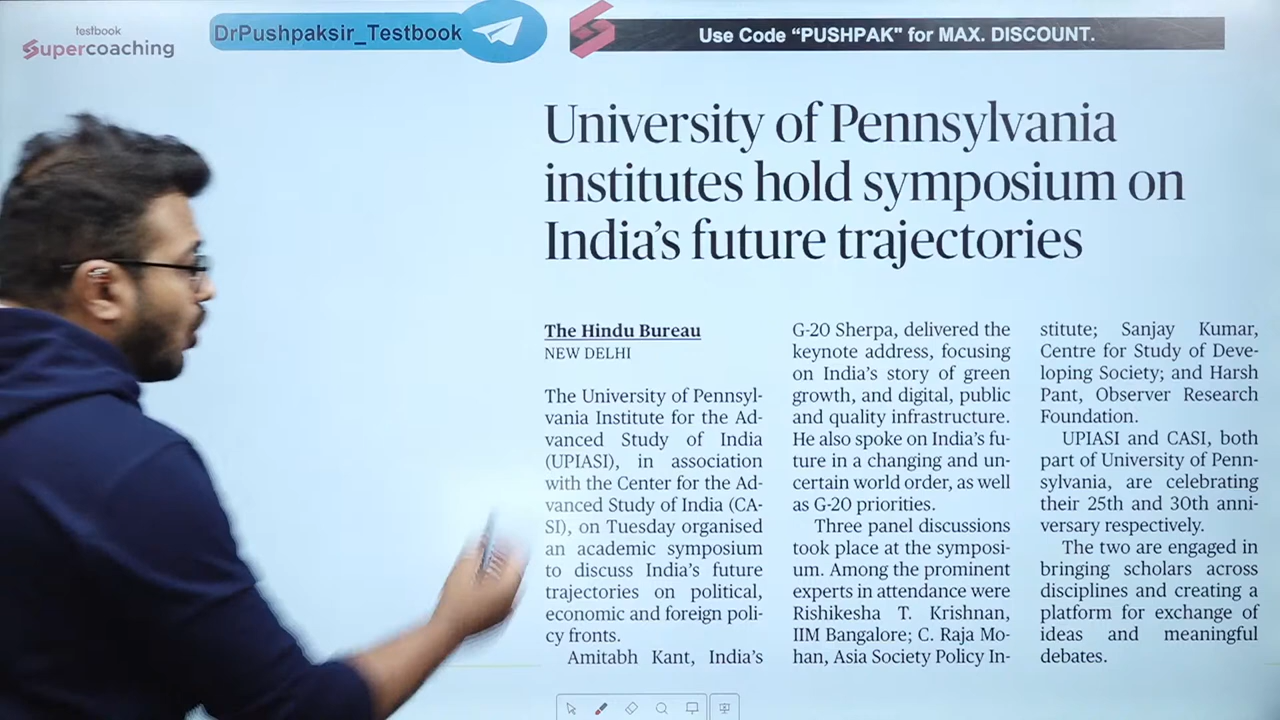 testbook
Supercoaching
DrPushpaksir_Testbook
Use Code “PUSHPAK" for MAX. DISCOUNT.
University of Pennsylvania
institutes hold symposium on
India’s future trajectories
The Hindu Bureau
NEW DELHI
The University of Pennsyl-
vania Institute for the Ad-
vanced Study of India
(UPIASI), in association
with the Center for the Ad-
vanced Study of India (CA-
SI), on Tuesday organised
an academic symposium
to discuss India’s future
trajectories on political,
economic and foreign poli-
cy fronts.
Amitabh Kant, India’s
G-20 Sherpa, delivered the
keynote address, focusing
on India’s story of green
growth, and digital, public
and quality infrastructure.
He also spoke on India’s fu-
ture in a changing and un-
certain world order, as well
as G-20 priorities.
Three panel discussions
took place at the symposi-
um. Among the prominent
experts in attendance were
Rishikesha T. Krishnan,
IIM Bangalore; C. Raja Mo-
han, Asia Society Policy In-
stitute; Sanjay Kumar,
Centre for Study of Deve-
loping Society; and Harsh
Pant, Observer Research
Foundation.
UPIASI and CASI, both
part of University of Penn-
sylvania, are celebrating
their 25th and 30th anni-
versary respectively.
The two are engaged in
bringing scholars across
disciplines and creating a
platform for exchange of
ideas and meaningful
debates.